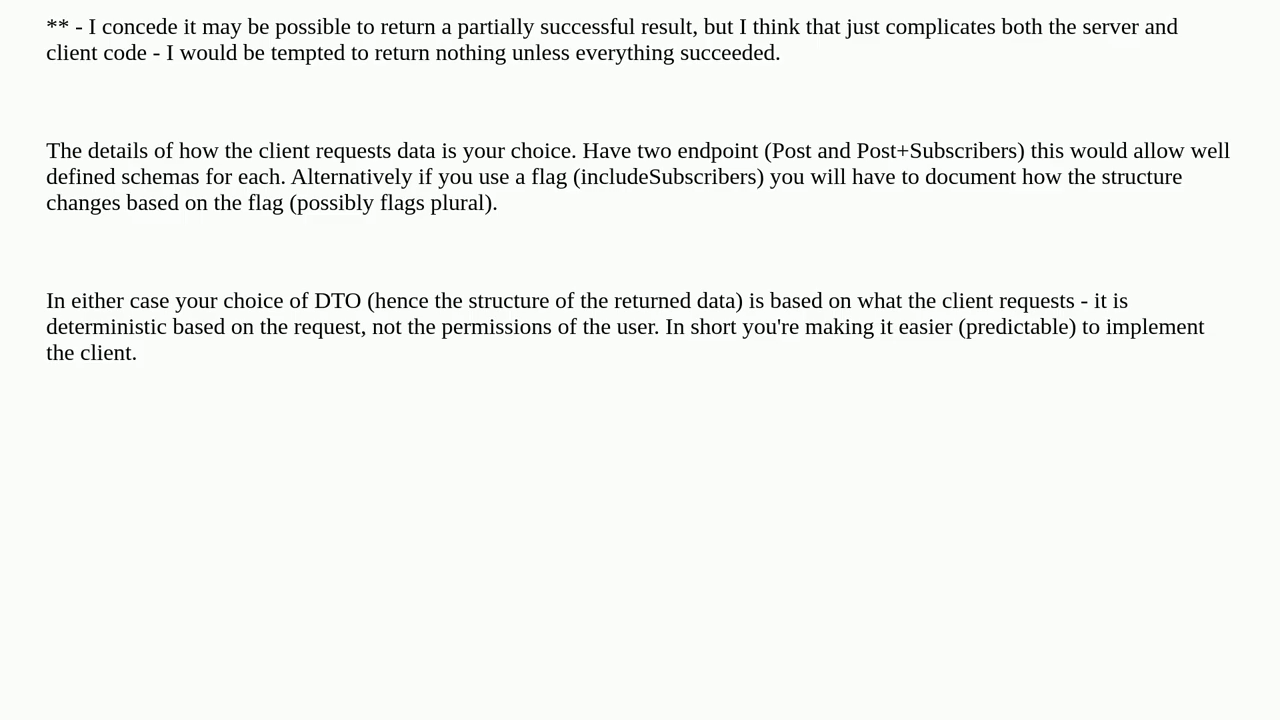 ** - I concede it may be possible to return a partially successful result, but I think that just complicates both the server and
client code - I would be tempted to return nothing unless everything succeeded.
The details of how the client requests data is your choice. Have two endpoint (Post and Post+Subscribers) this would allow well
defined schemas for each. Alternatively if you use a flag (includeSubscribers) you will have to document how the structure
changes based on the flag (possibly flags plural).
In either case your choice of DTO (hence the structure of the returned data) is based on what the client requests - it is
deterministic based on the request, not the permissions of the user. In short you're making it easier (predictable) to implement
the client.